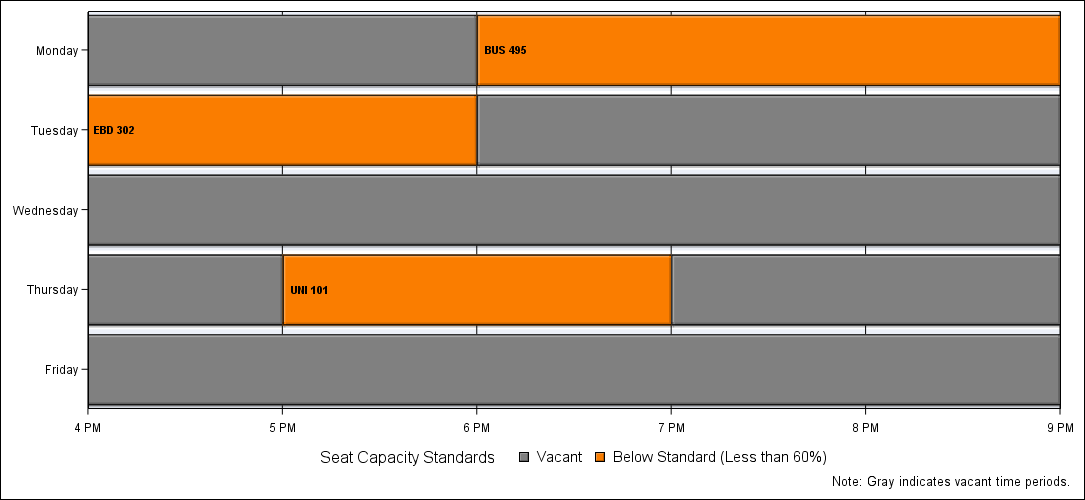 Monday
BUS 495
Tuesday
EBD 302
Wednesday
Thursday
UNI 101
Friday
4 PM 5 PM 6 PM 7 PM 8 PM 9 PM
Seat Capacity Standards Vacant Below Standard (Less than 60%)
Note: Gray indicates vacant time periods.